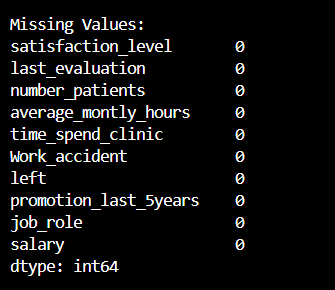 Missing Values:
satisfaction_level 0
last_evaluation 0
number_patients 0
average_montly_hours 0
time_spend_clinic 0
Work_accident 0
left 0
promotion_last_5years 0
job_role 0
salary 0
dtype: int64